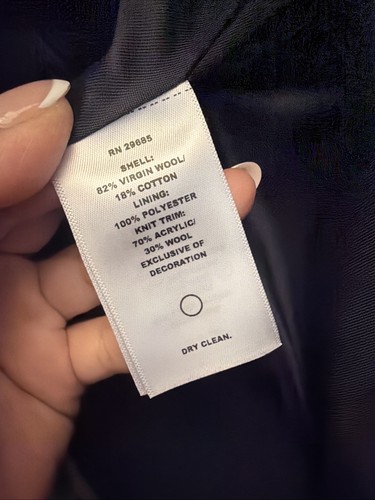 RN 29685
SHELL:
82% VIRGIN WOOL/
18% COTTON
LINING:
100% POLYESTER
KNIT TRIM:
70% ACRYLIC/
30% WOOL
EXCLUSIVE OF
DECORATION
DRY CLEAN.